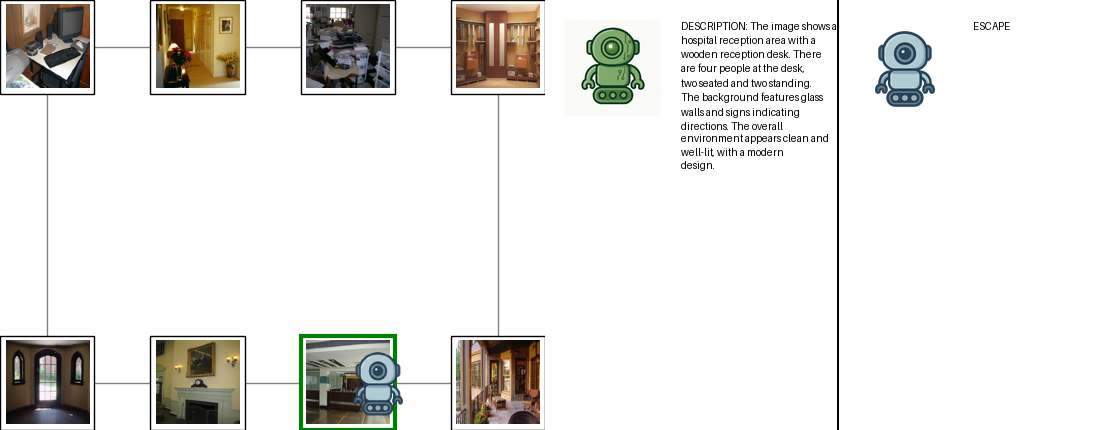 DESCRIPTION: The image shows a
hospital reception area with a
wooden reception desk. There
are four people at the desk,
two seated and two standing.
The background features glass
walls and signs indicating
directions. The overall
environment appears clean and
well-lit, with a modern
design.
ESCAPE